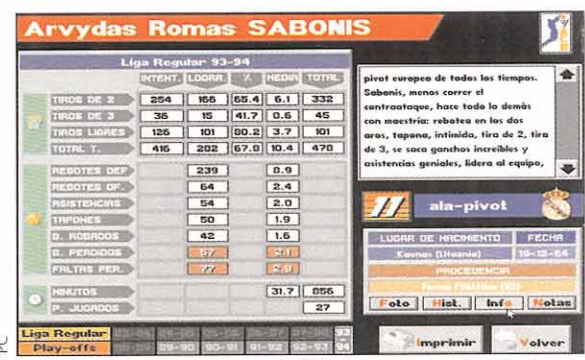 Arvydas Romas SABONIS
Liga Regular 93-94
INTENT. LOGRA. % MEDIA TOTAL
TIROS DE 2 254 166 65.4 6.1 332
TIROS DE 3 36 15 41.7 0.6 45
TIROS LIBRES 126 101 80.2 3.7 101
TOTAL T. 416 282 67.8 10.4 478
REBOTES DEF 239 8.9
REBOTES OF. 64 2.4
ASISTENCIAS 54 2.0
TAPONES 50 1.9
B. ROBADOS 42 1.6
B. PERDIDOS 57 2.1
FALTAS PER. 77 2.9
MINUTOS 31.7 856
P. JUGADOS 27
Liga Regular
Play-offs 89-90 90-91 91-92 92-93 93 94
pivot europeo de todos los tiempos.
Sabonis, menos correr el
contraataque, hace todo lo demás
con maestría: rebotea en los dos
aros, tapona, intimida, tira de 2, tira
de 3, se saca ganchos increíbles y
asistencias geniales, lidera al equipo,
11 ala-pivot
LUGAR DE NACIMIENTO FECHA
Kaunas (Lituania) 19-12-64
PROCEDENCIA
Foto Hist. Info Notas
Imprimir Volver
PC